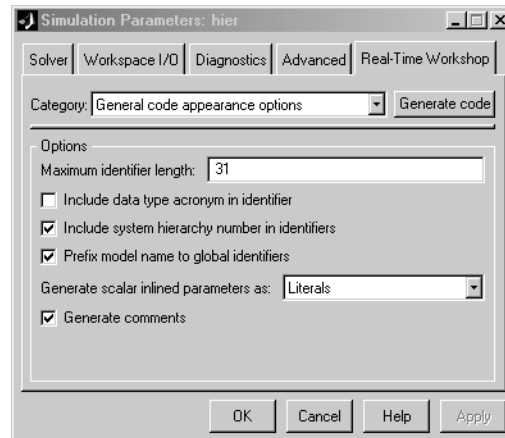 Simulation Parameters: hier
Solver Workspace I/O Diagnostics Advanced Real-Time Workshop
Category: General code appearance options Generate code
Options
Maximum identifier length: 31
Include data type acronym in identifier
Include system hierarchy number in identifiers
Prefix model name to global identifiers
Generate scalar inlined parameters as: Literals
Generate comments
OK Cancel Help Apply